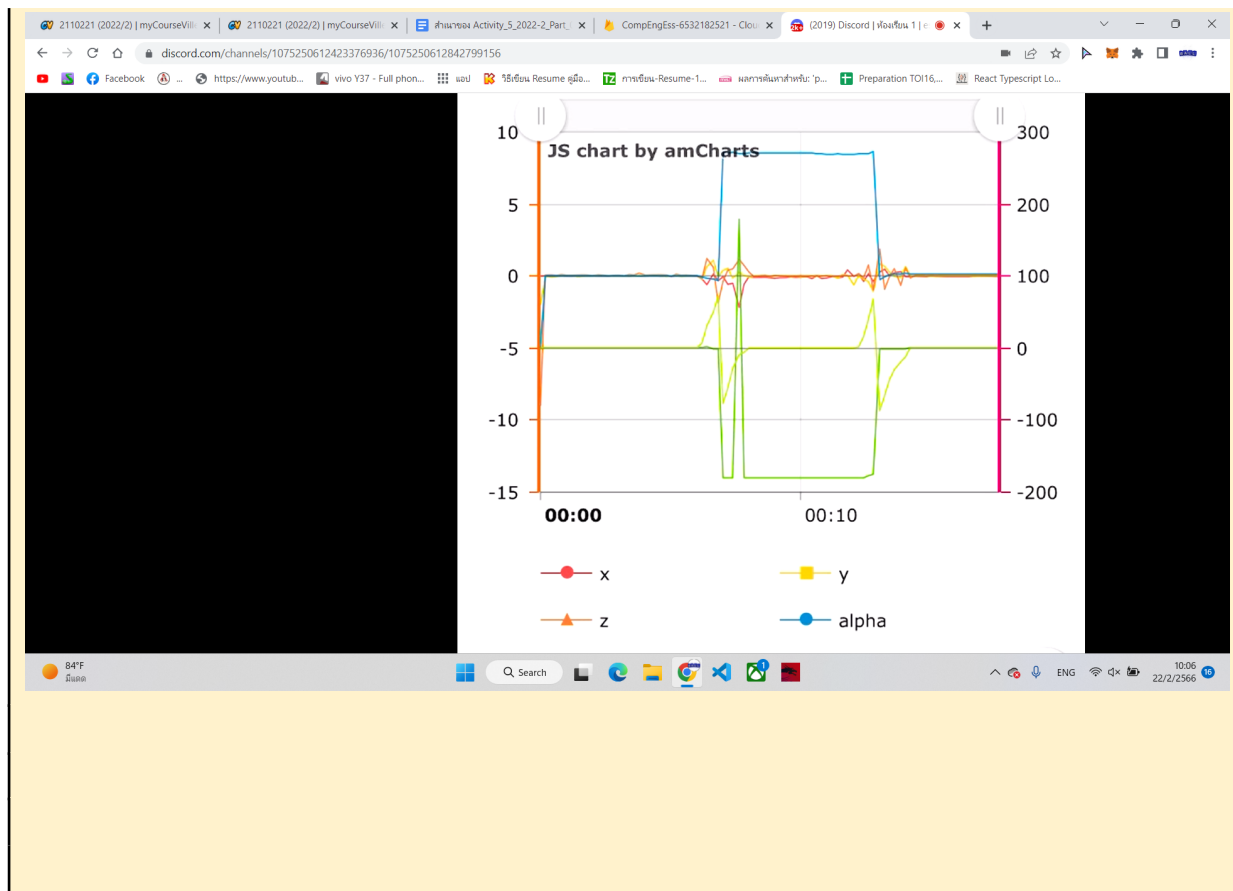 2110221 (2022/2) | myCourseVill
2110221 (2022/2) | myCourseVill
สำเนาของ Activity_5_2022-2_Part_
CompEngEss-6532182521 - Clou
(2019) Discord | ห้องเรียน 1 | e
discord.com/channels/1075250612423376936/1075250612842799156
Facebook
...
https://www.youtub...
vivo Y37 - Full phon...
แอป
วิธีเขียน Resume คู่มือ...
การเขียน-Resume-1...
ผลการค้นหาสำหรับ: 'p...
Preparation TOI16,...
React Typescript Lo...
JS chart by amCharts
10
5
0
-5
-10
-15
300
200
100
0
-100
-200
00:00
00:10
x
y
z
alpha
84°F
มีแดด
Search
1
ENG
10:06
22/2/2566
16